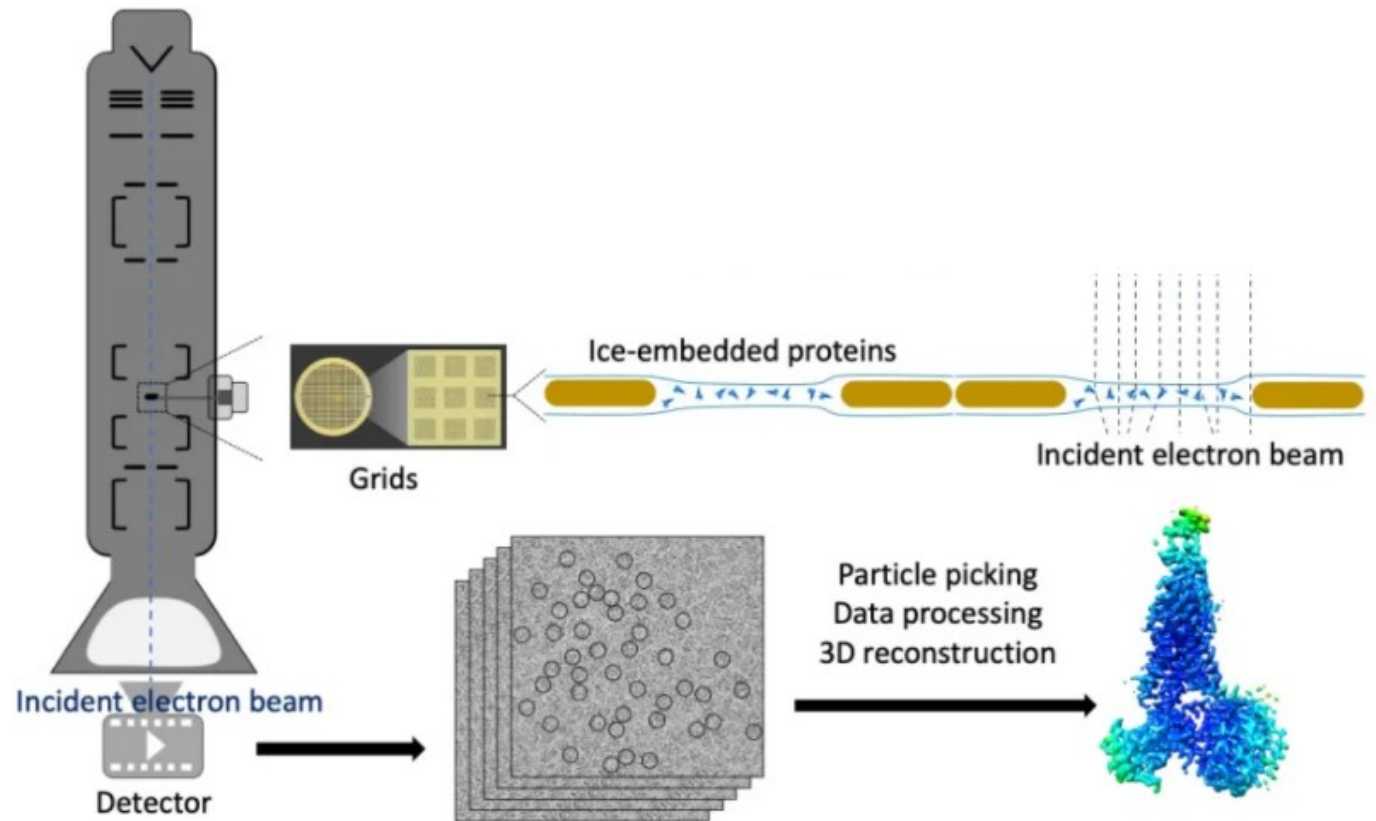 Ice-embedded proteins
Grids
Incident electron beam
Particle picking
Data processing
3D reconstruction
Incident electron beam
Detector